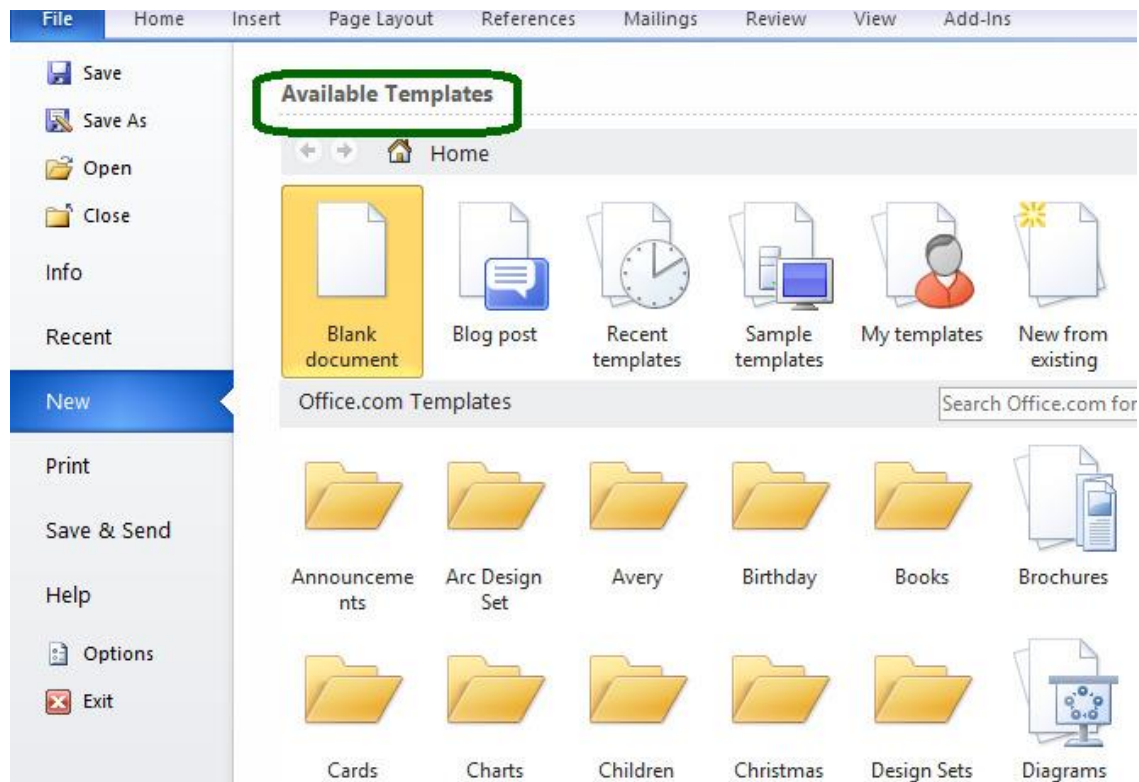 File Home Insert Page Layout References Mailings Review View Add-Ins
Save
Save As
Open
Close
Info
Recent
New
Print
Save & Send
Help
Options
Exit
Available Templates
Home
Blank document
Blog post
Recent templates
Sample templates
My templates
New from existing
Office.com Templates
Search Office.com for
Announceme
nts
Arc Design
Set
Avery
Birthday
Books
Brochures
Cards
Charts
Children
Christmas
Design Sets
Diagrams